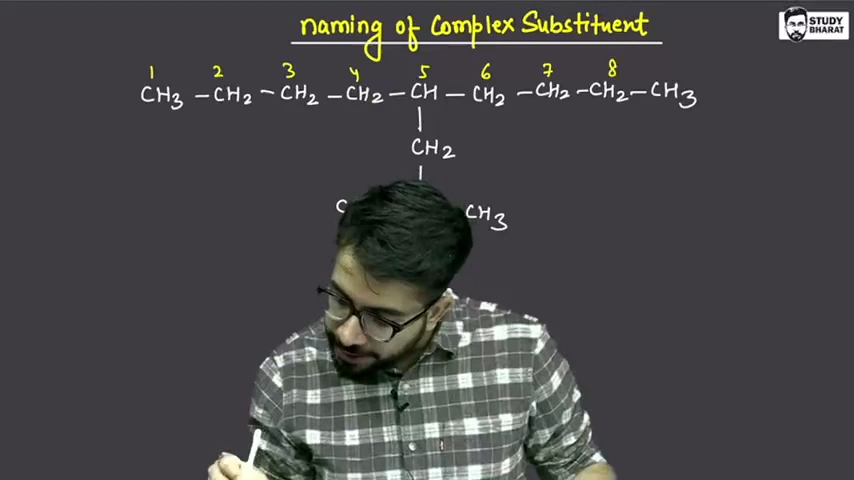 naming of Complex Substituent
STUDY
BHARAT
1 2 3 4 5 6 7 8
CH3 - CH2 - CH2 - CH2 - CH - CH2 - CH2 - CH2 - CH3
CH2
CH3